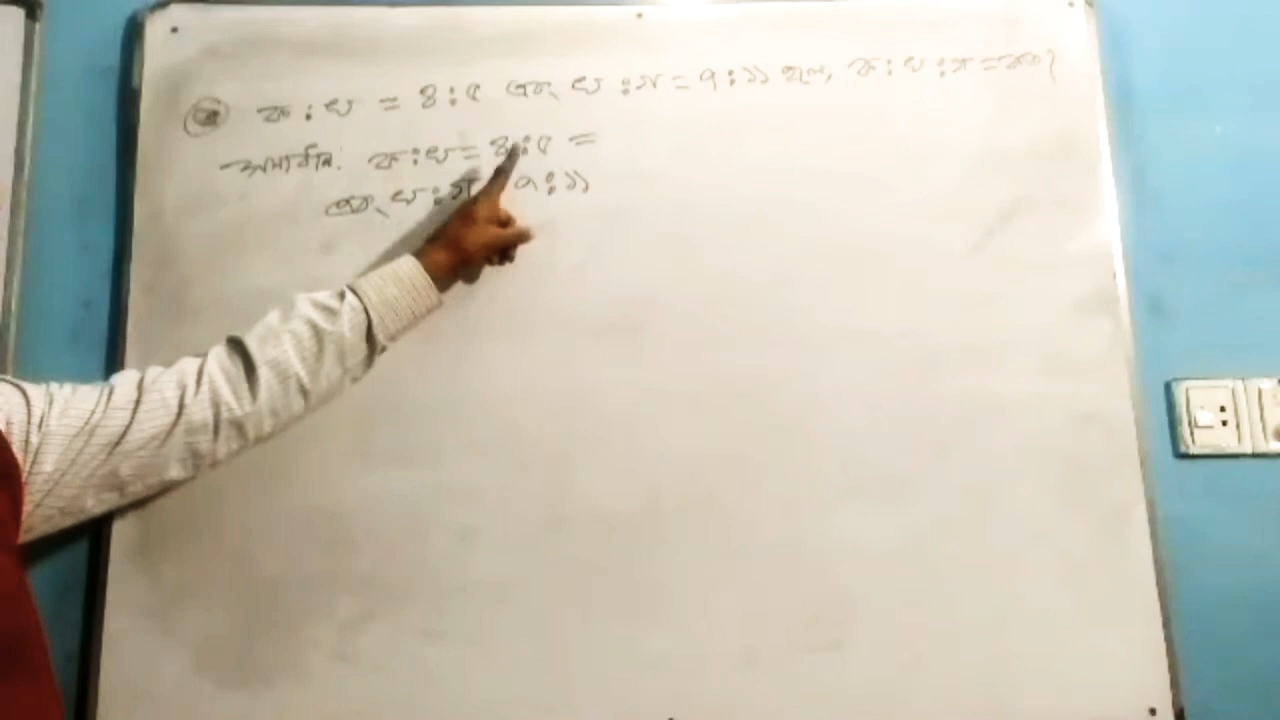 ক : খ = ৪ : ৫ এবং খ : গ = ৭ : ১১ হলে, ক : খ : গ = কত?
সমাধান: ক : খ = ৪ : ৫ =
এবং খ : গ ৭ : ১১